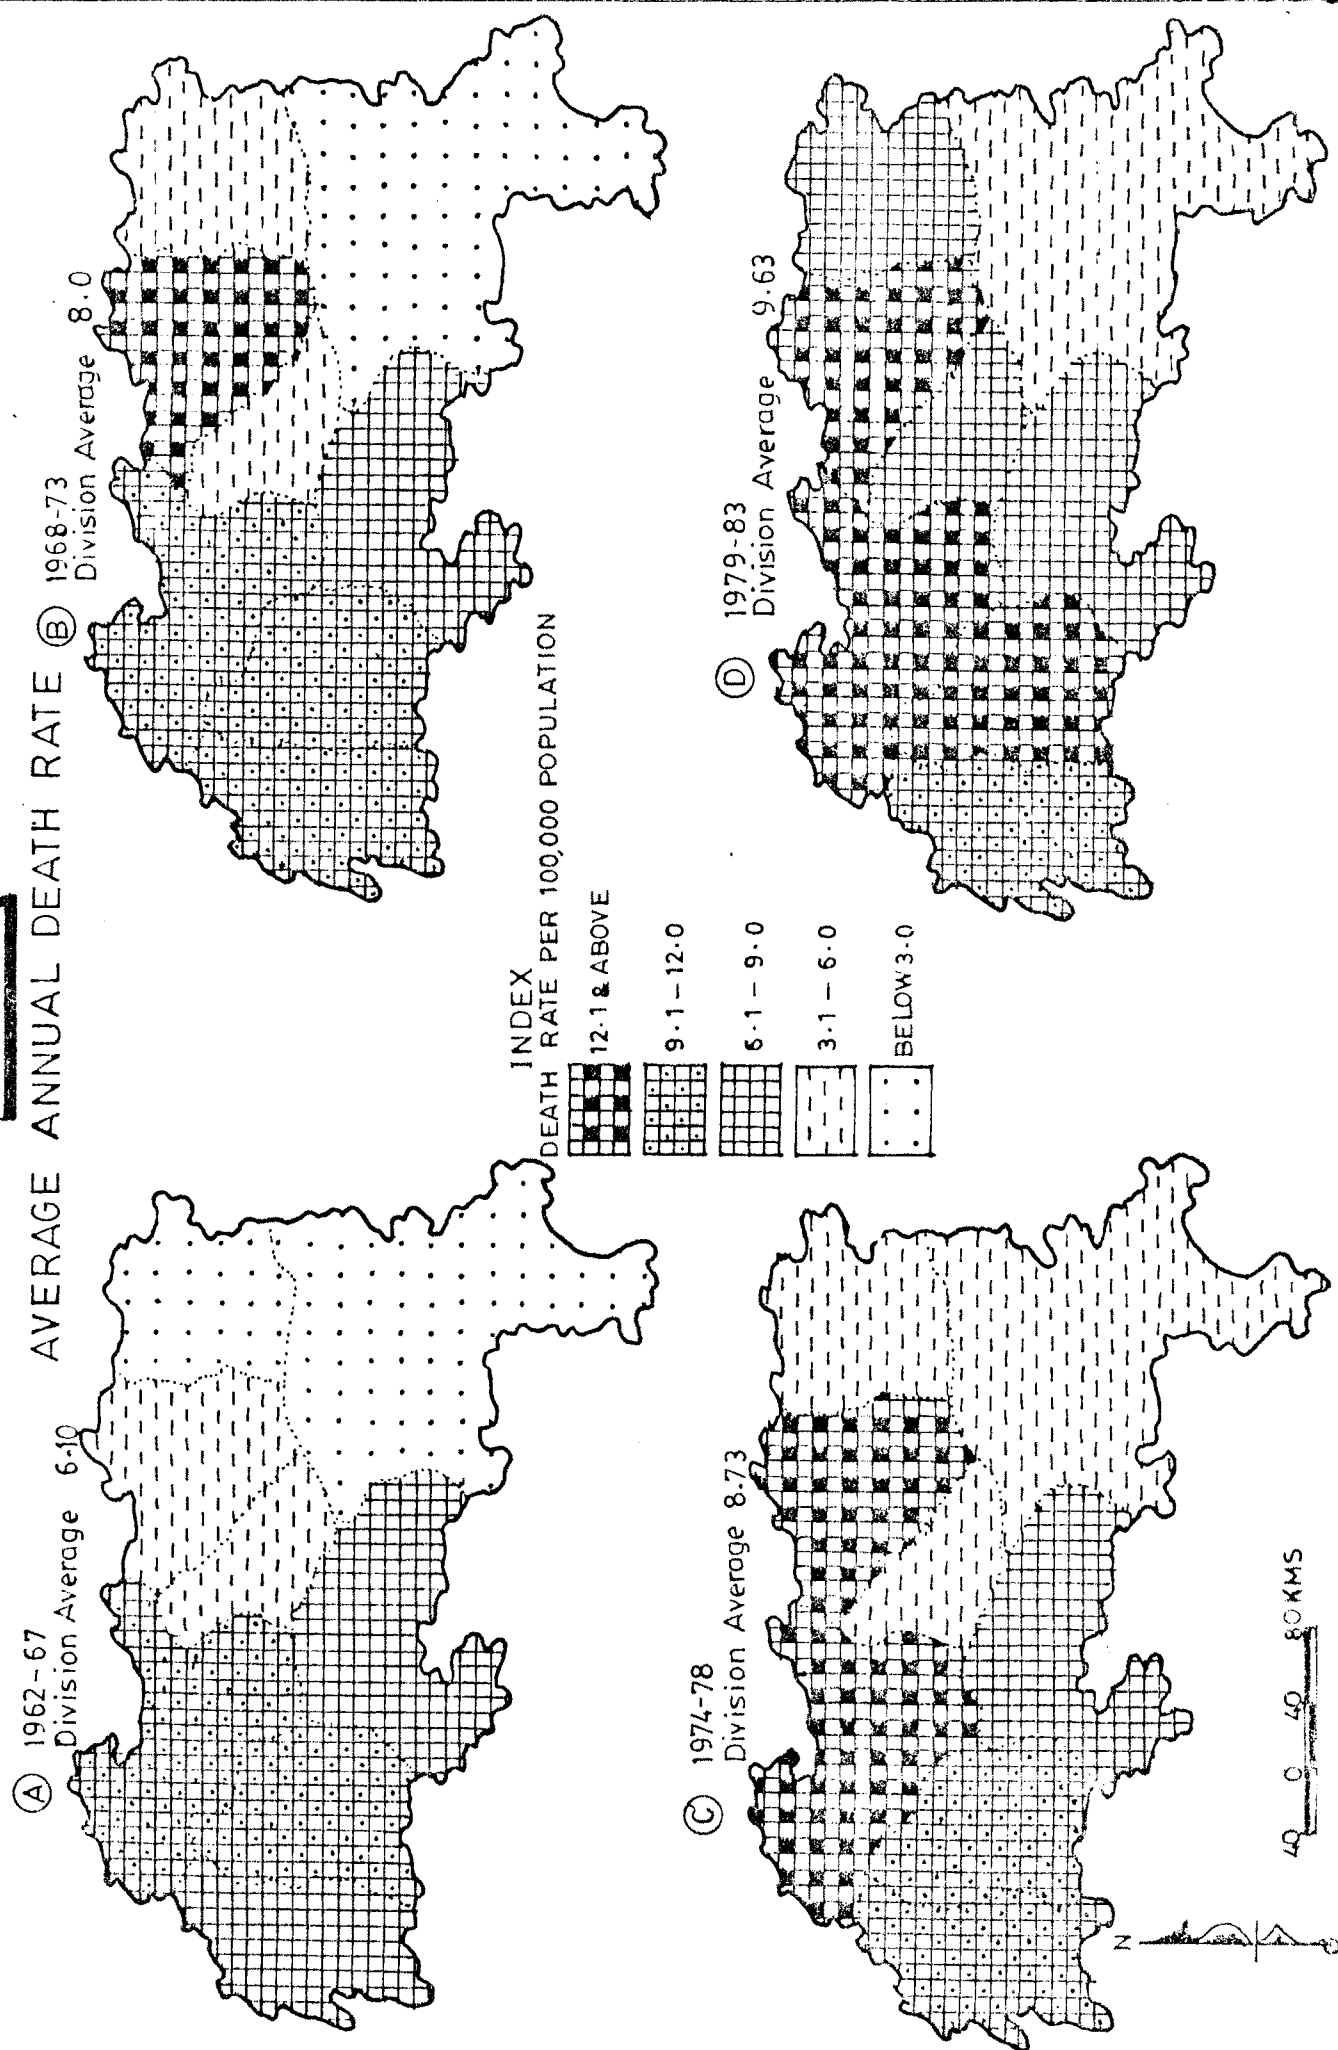 AVERAGE ANNUAL DEATH RATE
A
1962-67
Division Average 6·10
B
1968-73
Division Average 8·0
INDEX
DEATH RATE PER 100,000 POPULATION
12·1 & ABOVE
9·1 – 12·0
6·1 – 9·0
3·1 – 6·0
BELOW 3·0
C
1974-78
Division Average 8.73
D
1979-83
Division Average 9.63
N
40 0 40 80 KMS